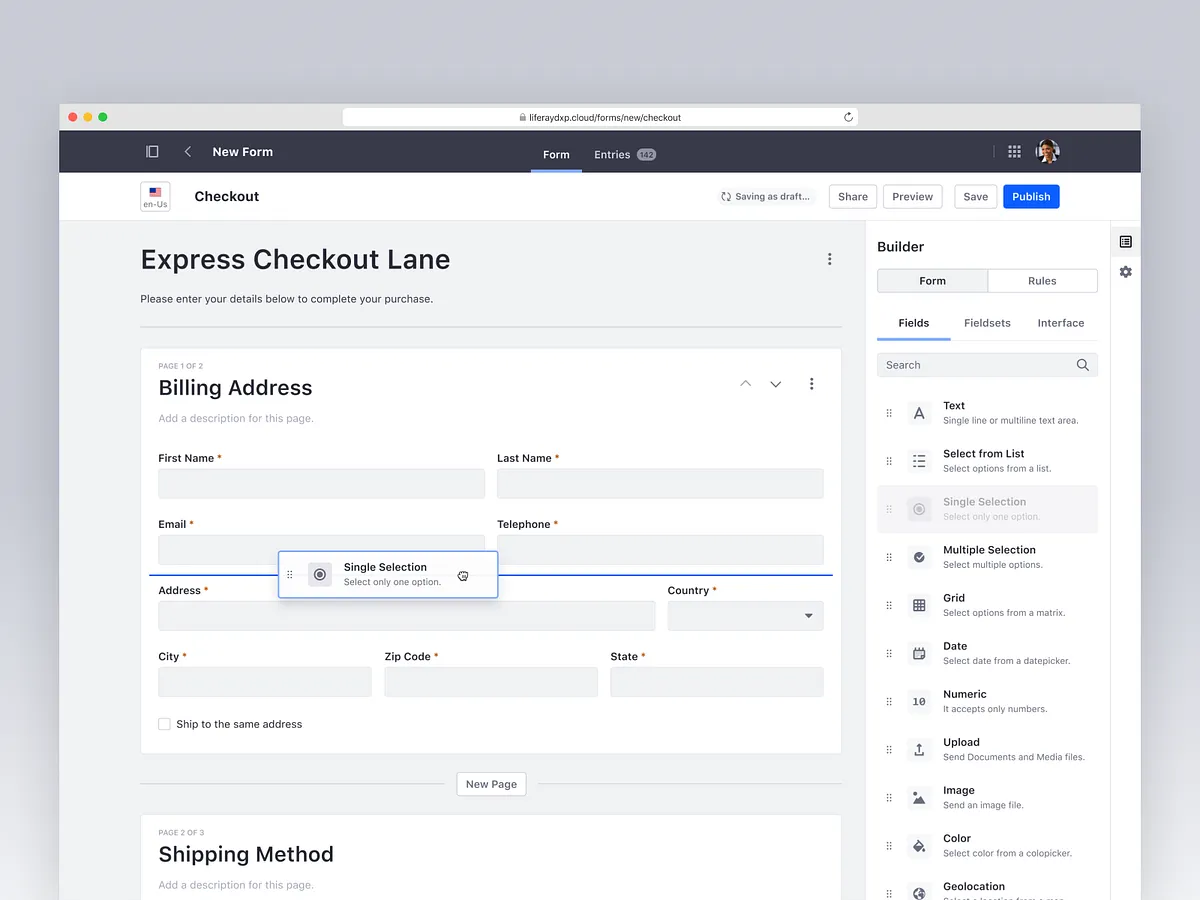 liferaydxp.cloud/forms/new/checkout
New Form
Form
Entries 142
en-Us
Checkout
Saving as draft...
Share
Preview
Save
Publish
Express Checkout Lane
Please enter your details below to complete your purchase.
PAGE 1 OF 2
Billing Address
Add a description for this page.
First Name *
Last Name *
Email *
Telephone *
Single Selection
Select only one option.
Address *
Country *
City *
Zip Code *
State *
Ship to the same address
New Page
PAGE 2 OF 3
Shipping Method
Add a description for this page.
Builder
Form
Rules
Fields
Fieldsets
Interface
Search
A
Text
Single line or multiline text area.
Select from List
Select options from a list.
Single Selection
Select only one option.
Multiple Selection
Select multiple options.
Grid
Select options from a matrix.
Date
Select date from a datepicker.
10
Numeric
It accepts only numbers.
Upload
Send Documents and Media files.
Image
Send an image file.
Color
Select color from a colopicker.
Geolocation